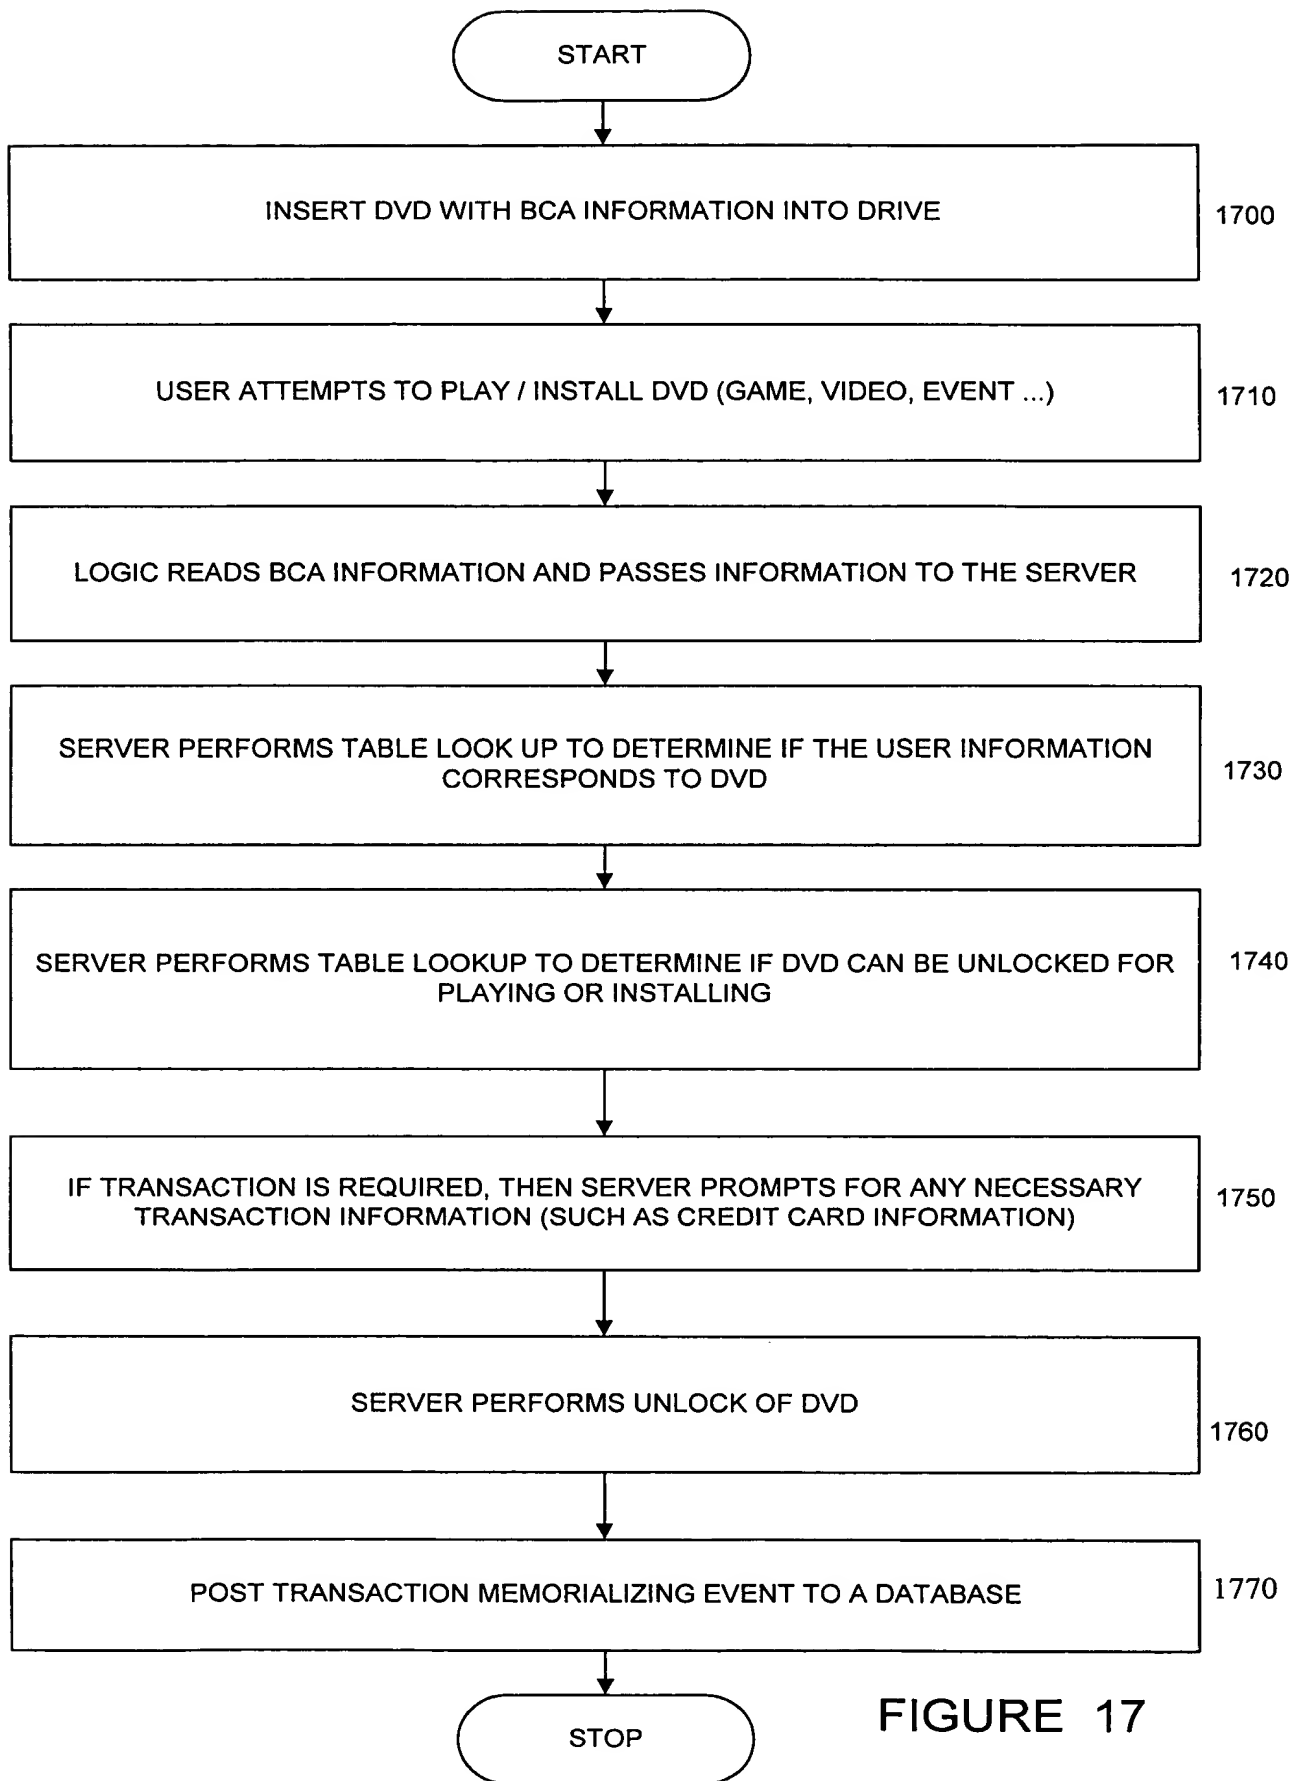 START
INSERT DVD WITH BCA INFORMATION INTO DRIVE
1700
USER ATTEMPTS TO PLAY / INSTALL DVD (GAME, VIDEO, EVENT ...)
1710
LOGIC READS BCA INFORMATION AND PASSES INFORMATION TO THE SERVER
1720
SERVER PERFORMS TABLE LOOK UP TO DETERMINE IF THE USER INFORMATION
CORRESPONDS TO DVD
1730
SERVER PERFORMS TABLE LOOKUP TO DETERMINE IF DVD CAN BE UNLOCKED FOR
PLAYING OR INSTALLING
1740
IF TRANSACTION IS REQUIRED, THEN SERVER PROMPTS FOR ANY NECESSARY
TRANSACTION INFORMATION (SUCH AS CREDIT CARD INFORMATION)
1750
SERVER PERFORMS UNLOCK OF DVD
1760
POST TRANSACTION MEMORIALIZING EVENT TO A DATABASE
1770
STOP
FIGURE 17